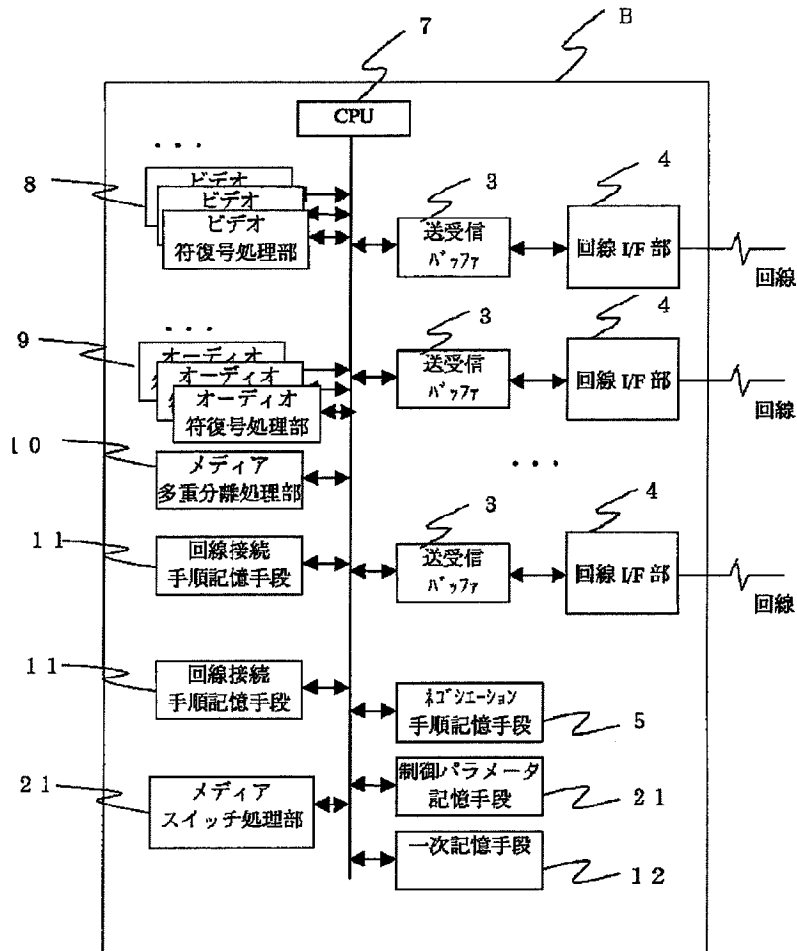 7
B
CPU
. . .
8
ビデオ
ビデオ
ビデオ
符復号処理部
3
送受信
バッファ
4
回線 I/F 部
回線
. . .
9
オーディオ
オーディオ
オーディオ
符復号処理部
3
送受信
バッファ
4
回線 I/F 部
回線
10
メディア
多重分離処理部
. . .
11
回線接続
手順記憶手段
3
送受信
バッファ
4
回線 I/F 部
回線
11
回線接続
手順記憶手段
ネゴシエーション
手順記憶手段
5
21
メディア
スイッチ処理部
制御パラメータ
記憶手段
21
一次記憶手段
12